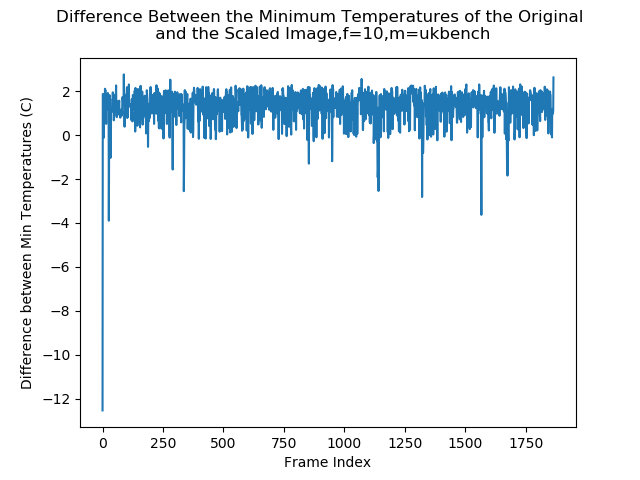 Difference Between the Minimum Temperatures of the Original
and the Scaled Image,f=10,m=ukbench
Difference between Min Temperatures (C)
2
0
−2
−4
−6
−8
−10
−12
0 250 500 750 1000 1250 1500 1750
Frame Index